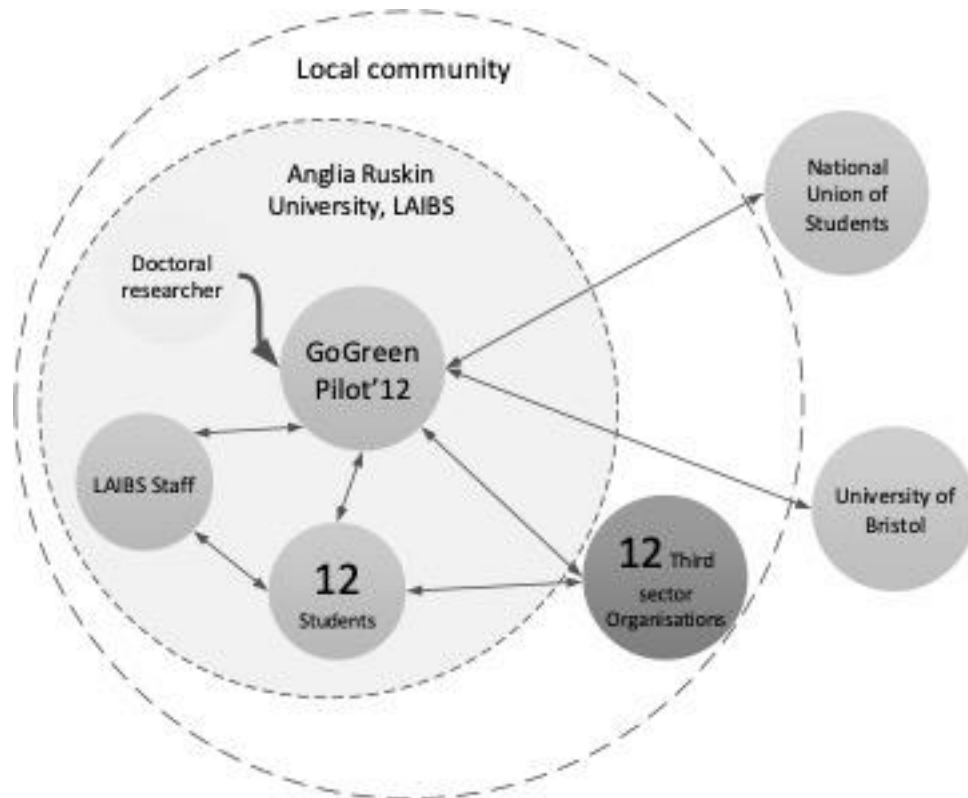 Local community
Anglia Ruskin
University, LAIBS
National
Union of
Students
Doctoral
researcher
GoGreen
Pilot'12
LAIBS Staff
University of
Bristol
12
Students
12 Third
sector
Organisations